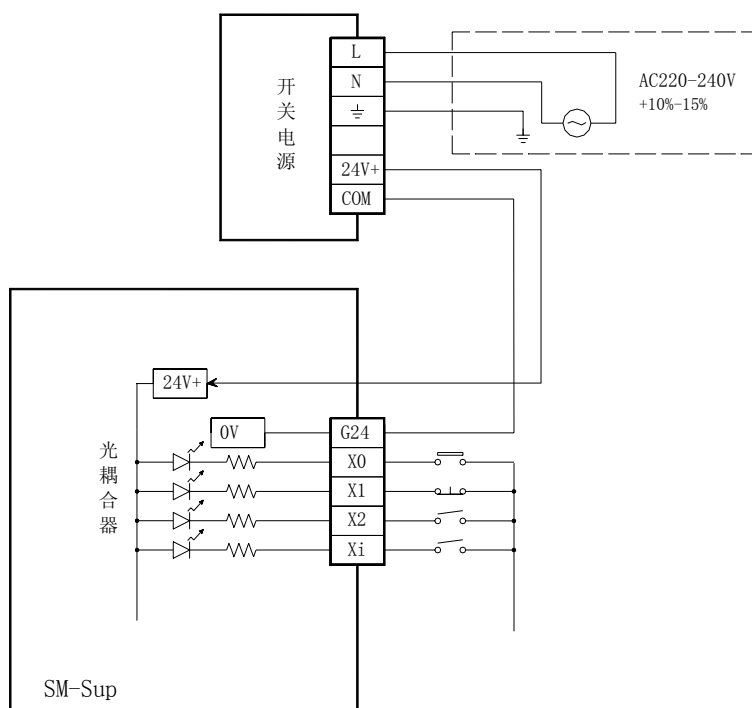 L
N
AC220-240V
+10%-15%
开关电源
24V+
COM
24V+
0V
G24
光耦合器
X0
X1
X2
Xi
SM-Sup